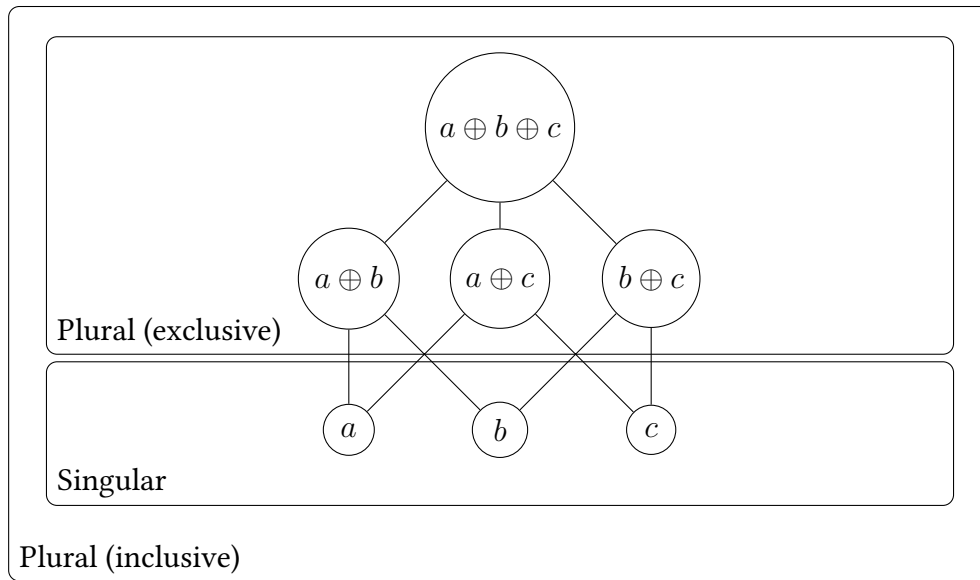 a ⊕ b ⊕ c
a ⊕ b
a ⊕ c
b ⊕ c
Plural (exclusive)
a
b
c
Singular
Plural (inclusive)